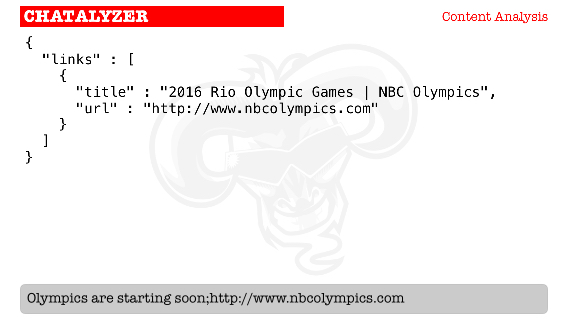 CHATALYZER
Content Analysis
{
"links" : [
{
"title" : "2016 Rio Olympic Games | NBC Olympics",
"url" : "http://www.nbcolympics.com"
}
]
}
Olympics are starting soon;http://www.nbcolympics.com